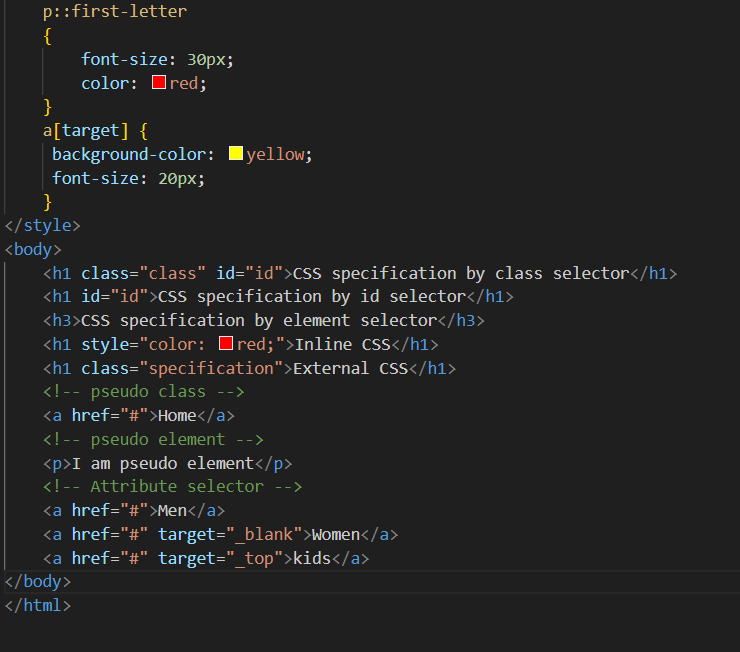 p::first-letter
{
font-size: 30px;
color: red;
}
a[target] {
background-color: yellow;
font-size: 20px;
}
</style>
<body>
<h1 class="class" id="id">CSS specification by class selector</h1>
<h1 id="id">CSS specification by id selector</h1>
<h3>CSS specification by element selector</h3>
<h1 style="color: red;">Inline CSS</h1>
<h1 class="specification">External CSS</h1>
<!-- pseudo class -->
<a href="#">Home</a>
<!-- pseudo element -->
<p>I am pseudo element</p>
<!-- Attribute selector -->
<a href="#">Men</a>
<a href="#" target="_blank">Women</a>
<a href="#" target="_top">kids</a>
</body>
</html>